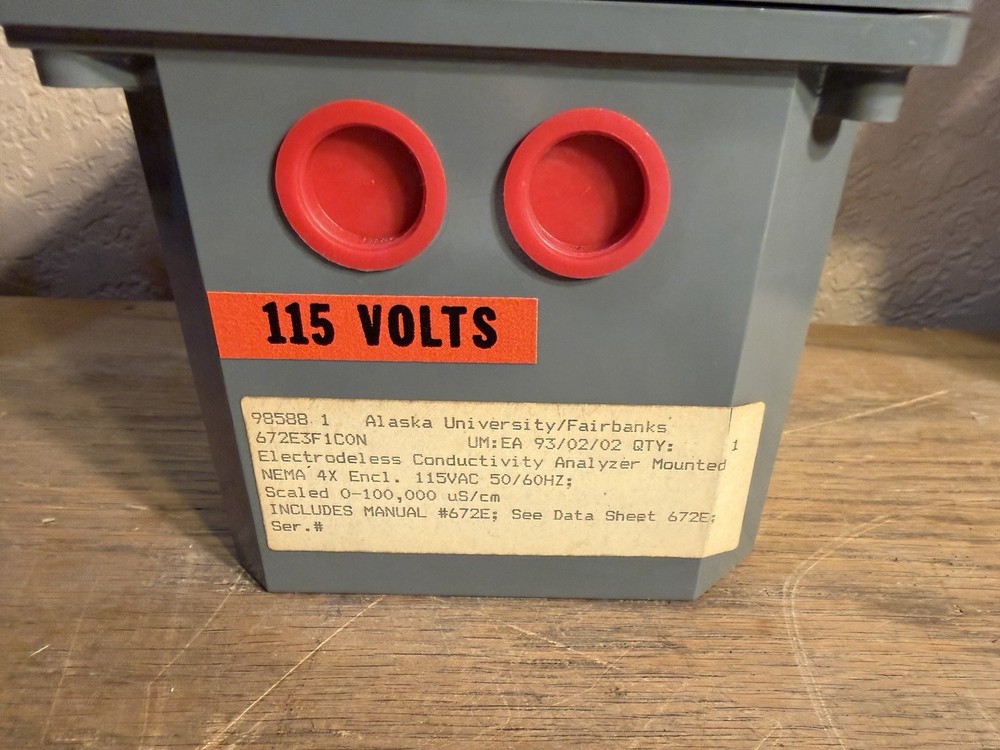 115 VOLTS
98588 1 Alaska University/Fairbanks
672E3F1CON UM:EA 93/02/02 QTY: 1
Electrodeless Conductivity Analyzer Mounted
NEMA 4X Encl. 115VAC 50/60HZ;
Scaled 0-100,000 uS/cm
INCLUDES MANUAL #672E; See Data Sheet 672E;
Ser.#